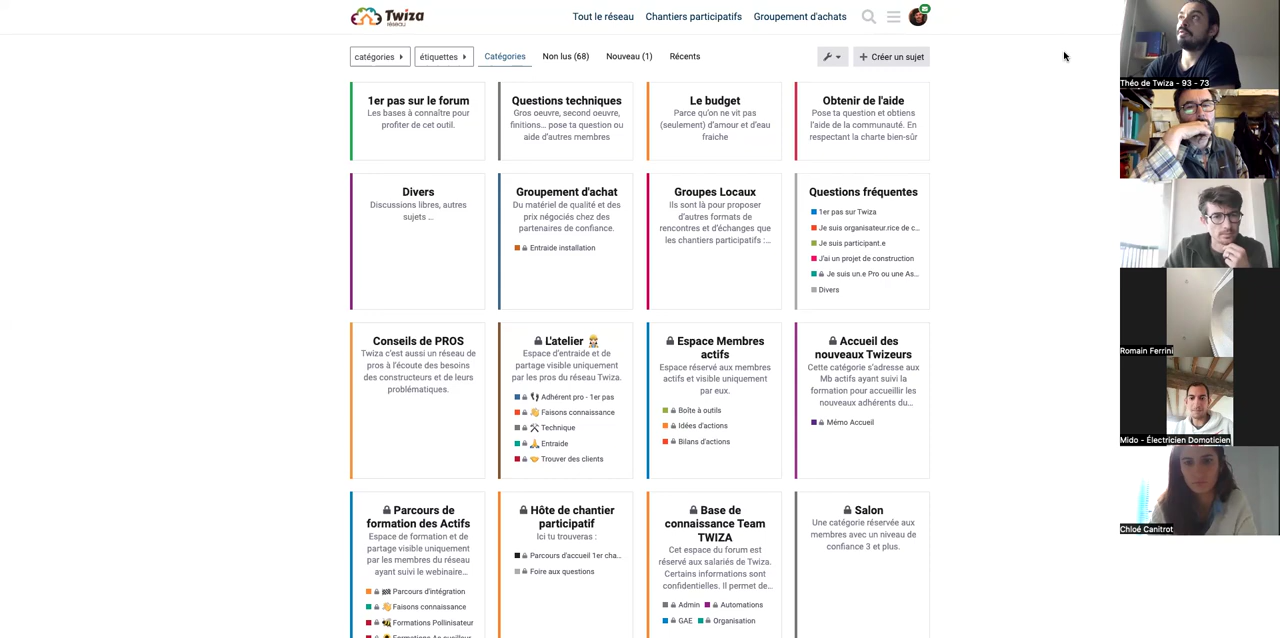 Twiza
réseau
Tout le réseau
Chantiers participatifs
Groupement d'achats
catégories
étiquettes
Catégories
Non lus (68)
Nouveau (1)
Récents
Créer un sujet
1er pas sur le forum
Les bases à connaître pour
profiter de cet outil.
Questions techniques
Gros oeuvre, second oeuvre,
finitions... pose ta question ou
aide d'autres membres
Le budget
Parce qu'on ne vit pas
(seulement) d'amour et d'eau
fraiche
Obtenir de l'aide
Pose ta question et obtiens
l'aide de la communauté. En
respectant la charte bien-sûr
Divers
Discussions libres, autres
sujets ...
Groupement d'achat
Du matériel de qualité et des
prix négociés chez des
partenaires de confiance.
Entraide installation
Groupes Locaux
Ils sont là pour proposer
d'autres formats de
rencontres et d'échanges que
les chantiers participatifs :...
Questions fréquentes
1er pas sur Twiza
Je suis organisateur.rice de c...
Je suis participant.e
J'ai un projet de construction
Je suis un.e Pro ou une As...
Divers
Conseils de PROS
Twiza c'est aussi un réseau de
pros à l'écoute des besoins
des constructeurs et de leurs
problématiques.
L'atelier
Espace d'entraide et de
partage visible uniquement
par les pros du réseau Twiza.
Adhérent pro - 1er pas
Faisons connaissance
Technique
Entraide
Trouver des clients
Espace Membres
actifs
Espace réservé aux membres
actifs et visible uniquement
par eux.
Boîte à outils
Idées d'actions
Bilans d'actions
Accueil des
nouveaux Twizeurs
Cette catégorie s'adresse aux
Mb actifs ayant suivi la
formation pour accueillir les
nouveaux adhérents du...
Mémo Accueil
Parcours de
formation des Actifs
Espace de formation et de
partage visible uniquement
par les membres du réseau
ayant suivi le webinaire...
Parcours d'intégration
Faisons connaissance
Formations Pollinisateur
Hôte de chantier
participatif
Ici tu trouveras :
Parcours d'accueil 1er cha...
Foire aux questions
Base de
connaissance Team
TWIZA
Cet espace du forum est
réservé aux salariés de Twiza.
Certains informations sont
confidentielles. Il permet de...
Admin
Automations
GAE
Organisation
Salon
Une catégorie réservée aux
membres avec un niveau de
confiance 3 et plus.
Théo de Twiza - 93 - 73
Romain Ferrini
Mido - Électricien Domoticien
Chloé Canitrot